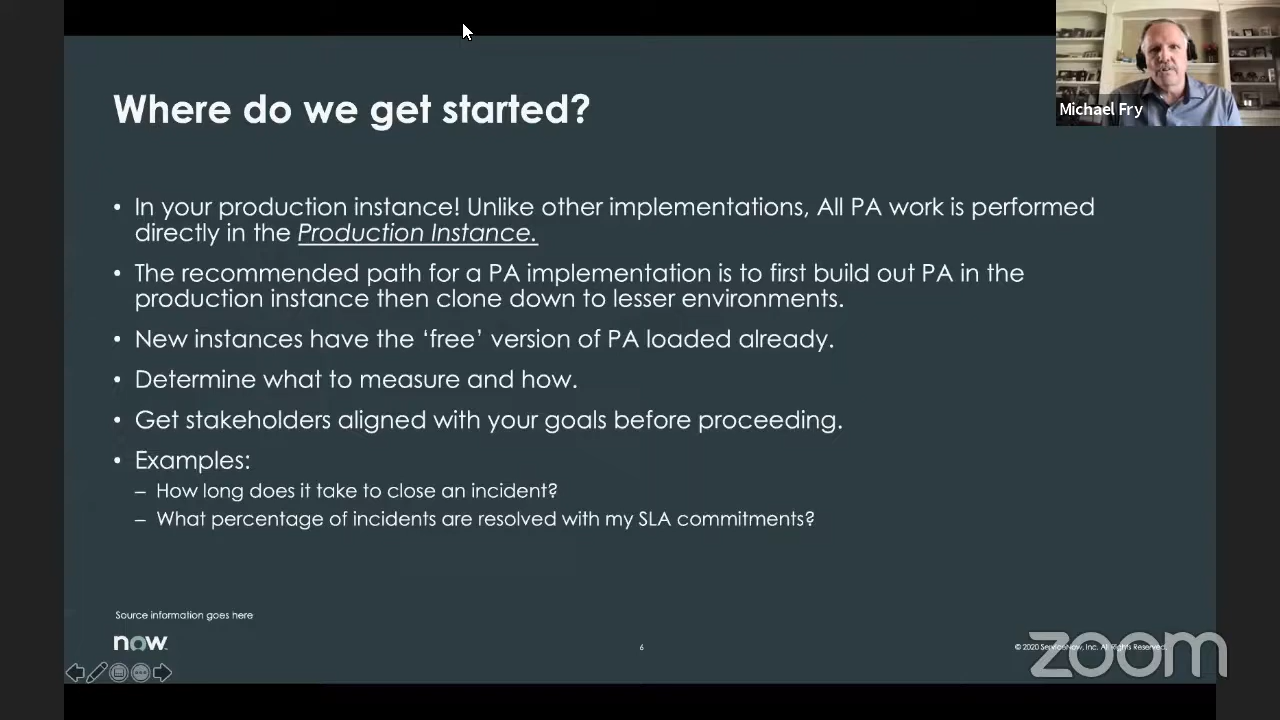 Where do we get started?
Michael Fry
• In your production instance! Unlike other implementations, All PA work is performed
directly in the Production Instance.
• The recommended path for a PA implementation is to first build out PA in the
production instance then clone down to lesser environments.
• New instances have the ‘free’ version of PA loaded already.
• Determine what to measure and how.
• Get stakeholders aligned with your goals before proceeding.
• Examples:
– How long does it take to close an incident?
– What percentage of incidents are resolved with my SLA commitments?
Source information goes here
now
6
© 2020 ServiceNow, Inc. All Rights Reserved.
zoom